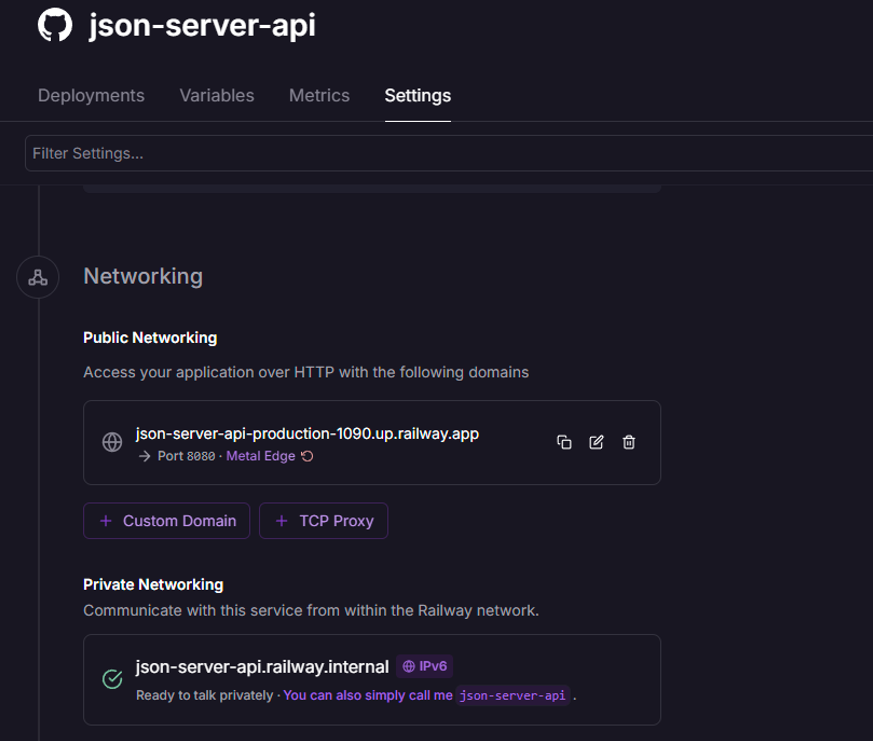 json-server-api
Deployments Variables Metrics Settings
Filter Settings...
Networking
Public Networking
Access your application over HTTP with the following domains
json-server-api-production-1090.up.railway.app
→ Port 8080 · Metal Edge
+ Custom Domain + TCP Proxy
Private Networking
Communicate with this service from within the Railway network.
json-server-api.railway.internal IPv6
Ready to talk privately · You can also simply call me json-server-api .